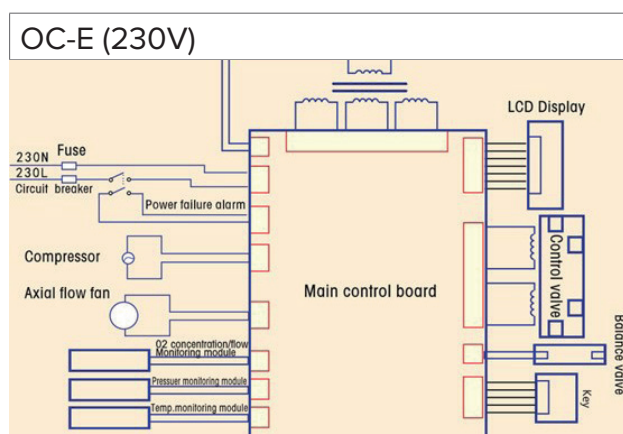 OC-E (230V)
LCD Display
Fuse
230N
230L
Circuit breaker
Power failure alarm
Compressor
Axial flow fan
Main control board
Control valve
O2 concentration/flow
Monitoring module
Pressuer monitoring module
Temp.monitoring module
Balance valve
Key